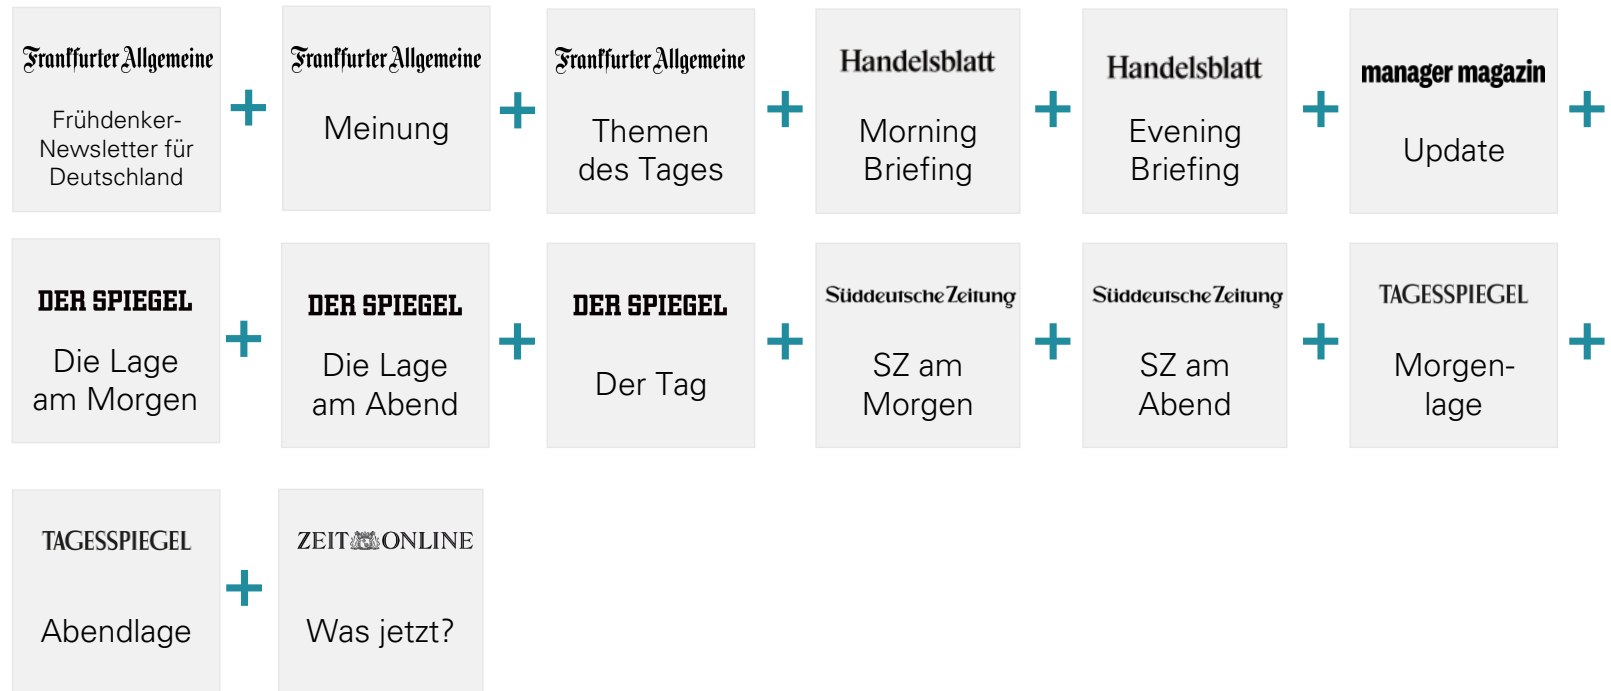 Frankfurter Allgemeine
Frühdenker-
Newsletter für
Deutschland
+
Frankfurter Allgemeine
Meinung
+
Frankfurter Allgemeine
Themen
des Tages
+
Handelsblatt
Morning
Briefing
+
Handelsblatt
Evening
Briefing
+
manager magazin
Update
+
DER SPIEGEL
Die Lage
am Morgen
+
DER SPIEGEL
Die Lage
am Abend
+
DER SPIEGEL
Der Tag
+
Süddeutsche Zeitung
SZ am
Morgen
+
Süddeutsche Zeitung
SZ am
Abend
+
TAGESSPIEGEL
Morgen-
lage
+
TAGESSPIEGEL
Abendlage
+
ZEIT ONLINE
Was jetzt?